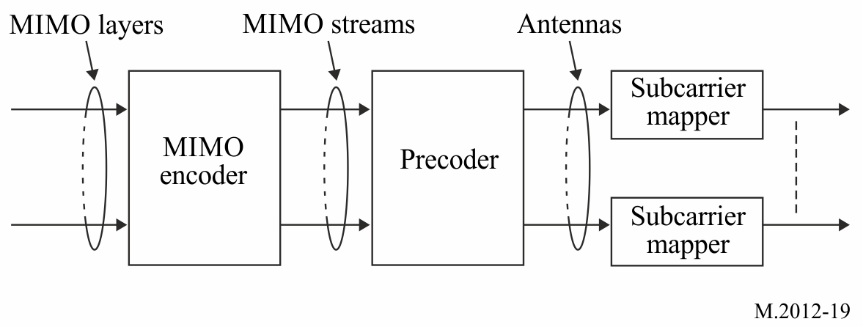 MIMO layers
MIMO streams
Antennas
MIMO
encoder
Precoder
Subcarrier
mapper
Subcarrier
mapper
M.2012-19